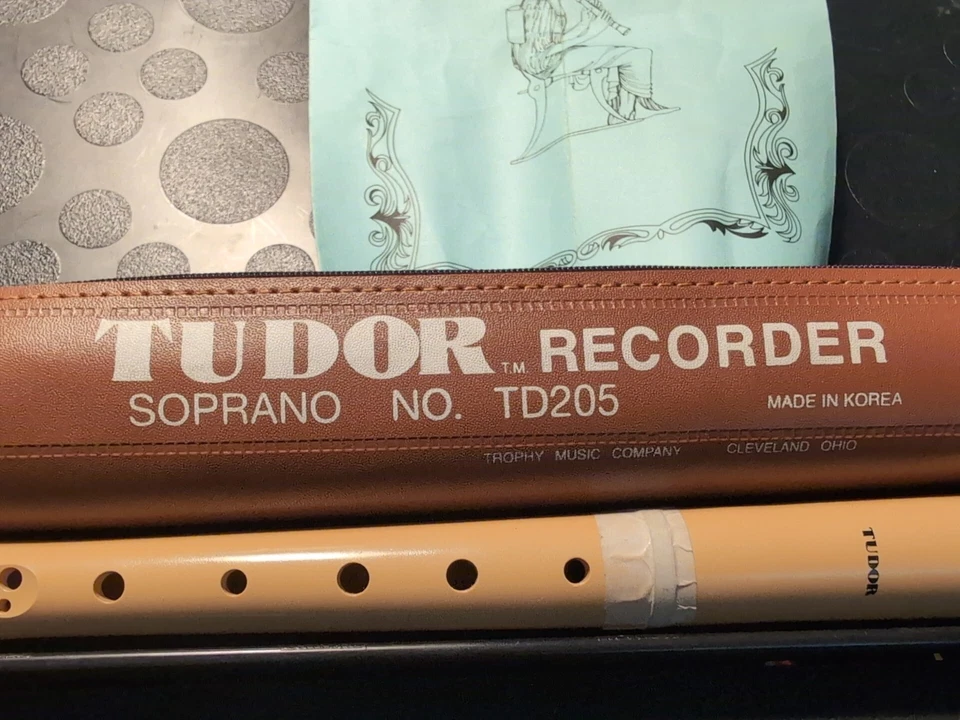 TUDOR T.M. RECORDER
SOPRANO NO. TD205
MADE IN KOREA
TROPHY MUSIC COMPANY CLEVELAND OHIO
TUDOR